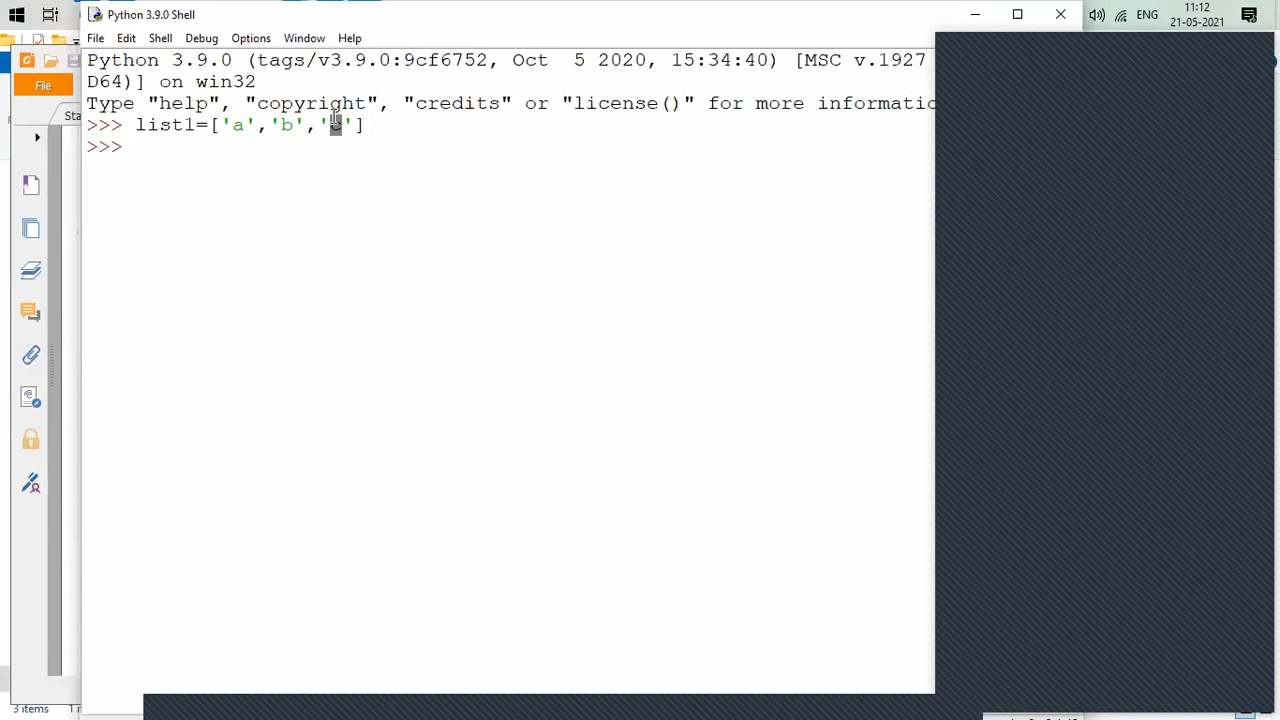 Python 3.9.0 Shell
ENG
11:12
21-05-2021
File Edit Shell Debug Options Window Help
Python 3.9.0 (tags/v3.9.0:9cf6752, Oct  5 2020, 15:34:40) [MSC v.1927
D64)] on win32
Type "help", "copyright", "credits" or "license()" for more informatio
>>> list1=['a','b','c']
>>>
File
Sta
3 items